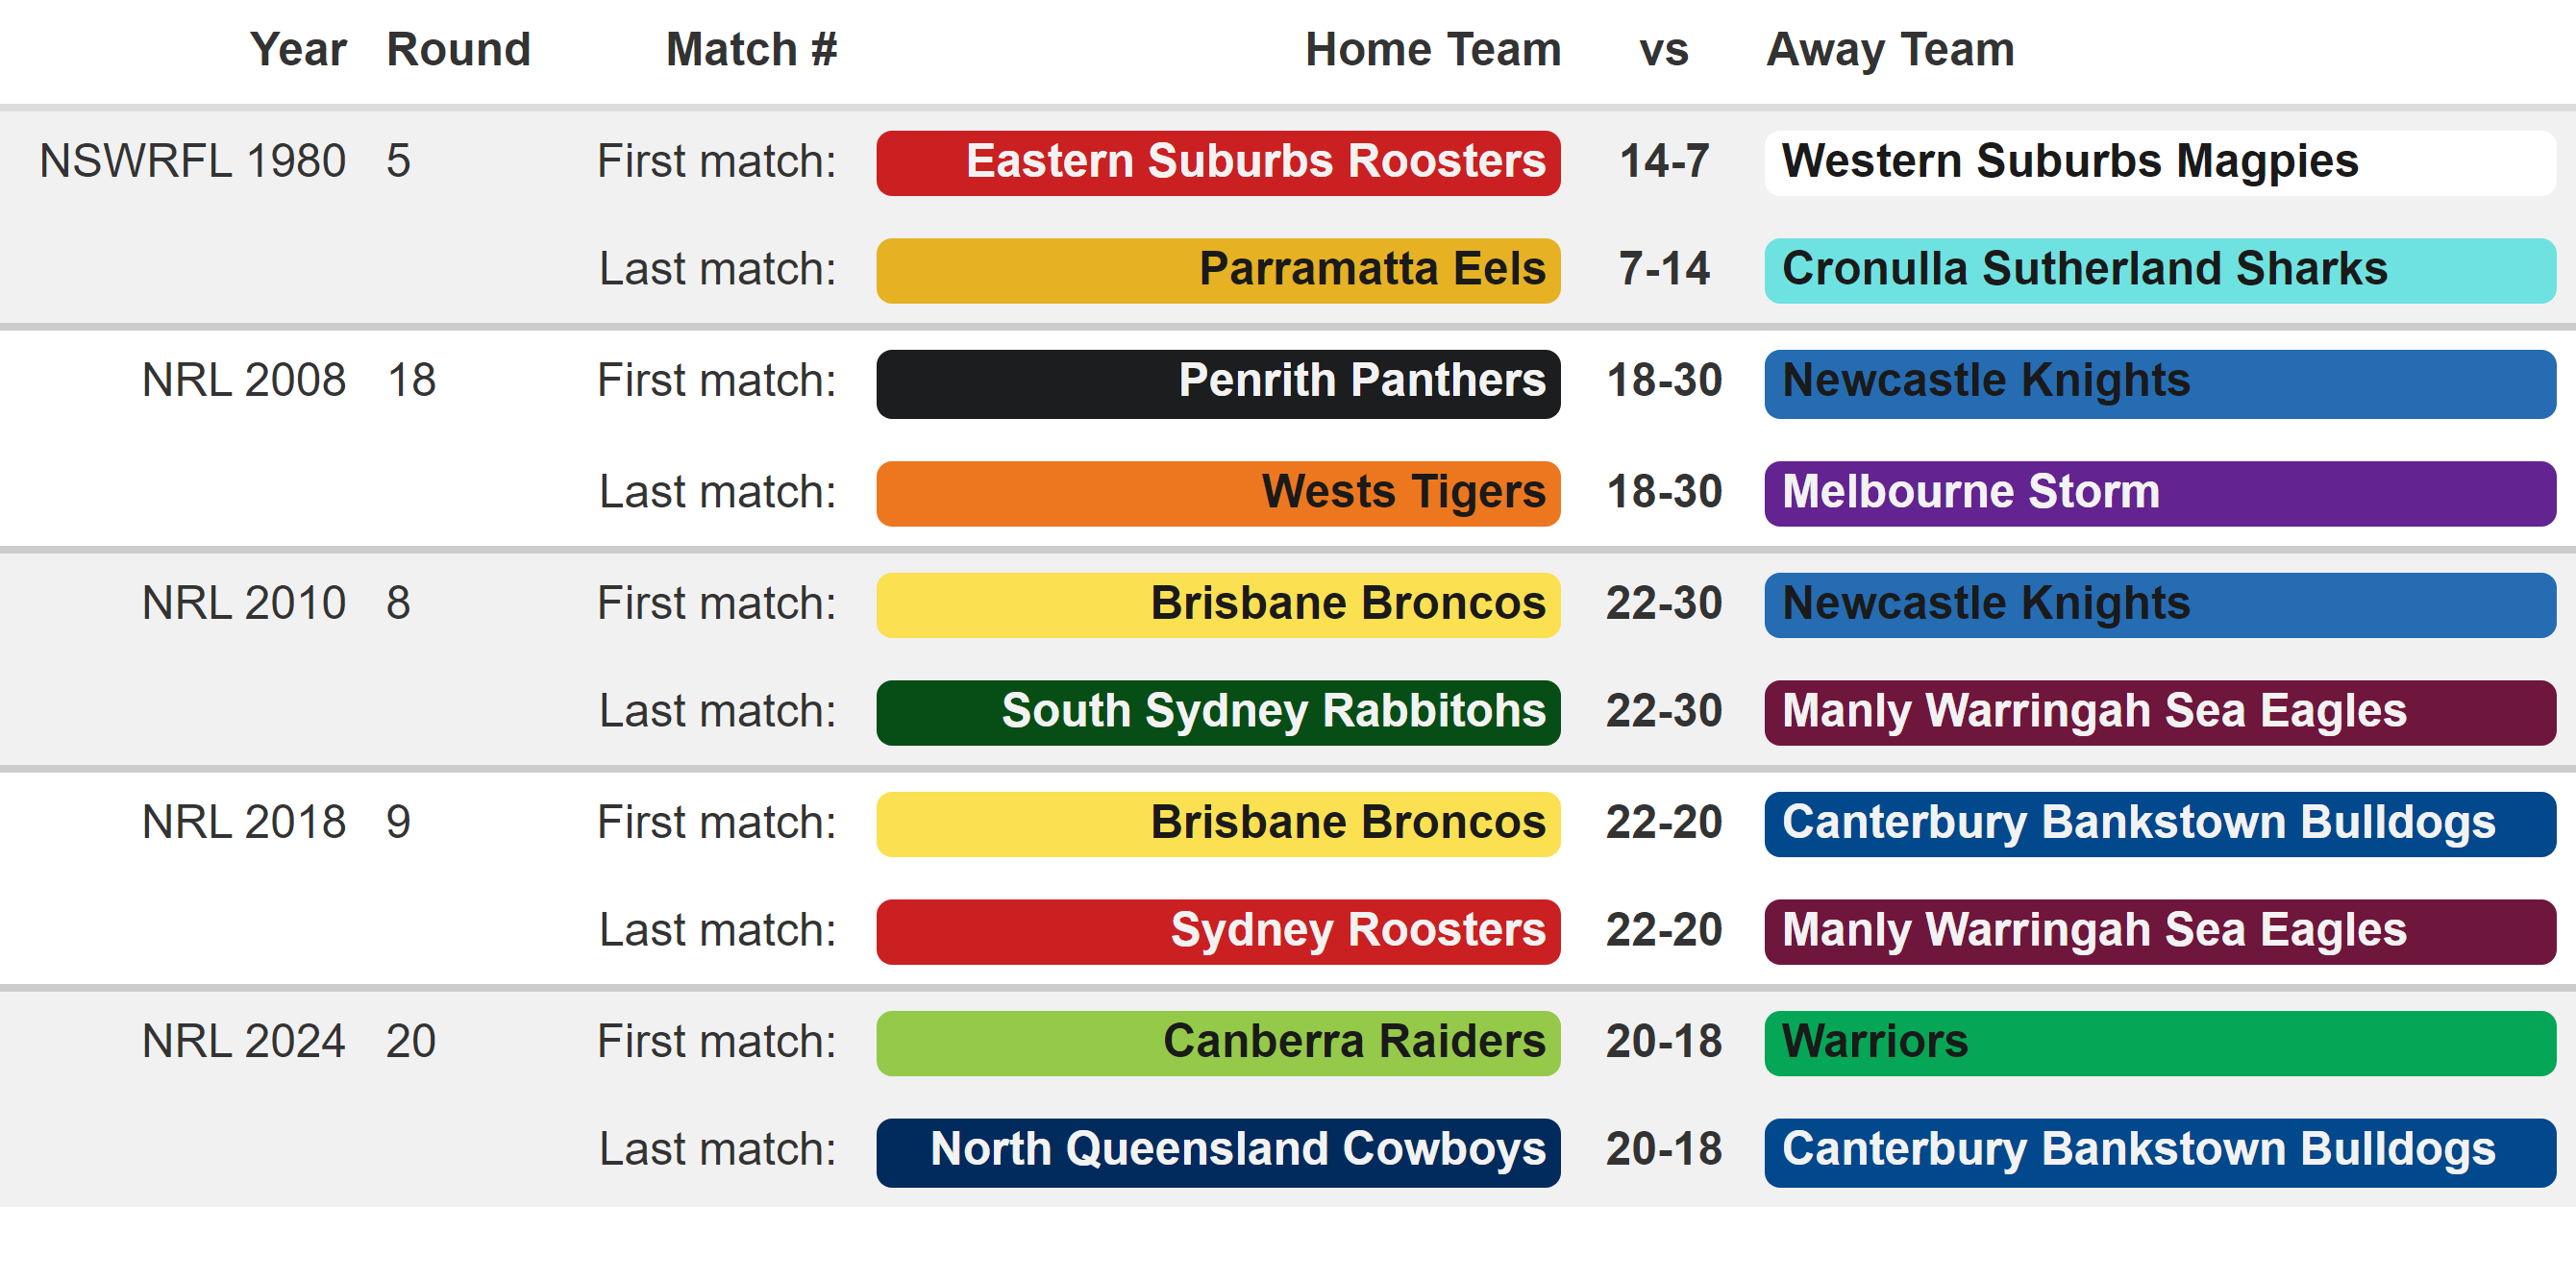 Year Round Match # Home Team vs Away Team
NSWRFL 1980 5 First match: Eastern Suburbs Roosters 14-7 Western Suburbs Magpies
Last match: Parramatta Eels 7-14 Cronulla Sutherland Sharks
NRL 2008 18 First match: Penrith Panthers 18-30 Newcastle Knights
Last match: Wests Tigers 18-30 Melbourne Storm
NRL 2010 8 First match: Brisbane Broncos 22-30 Newcastle Knights
Last match: South Sydney Rabbitohs 22-30 Manly Warringah Sea Eagles
NRL 2018 9 First match: Brisbane Broncos 22-20 Canterbury Bankstown Bulldogs
Last match: Sydney Roosters 22-20 Manly Warringah Sea Eagles
NRL 2024 20 First match: Canberra Raiders 20-18 Warriors
Last match: North Queensland Cowboys 20-18 Canterbury Bankstown Bulldogs